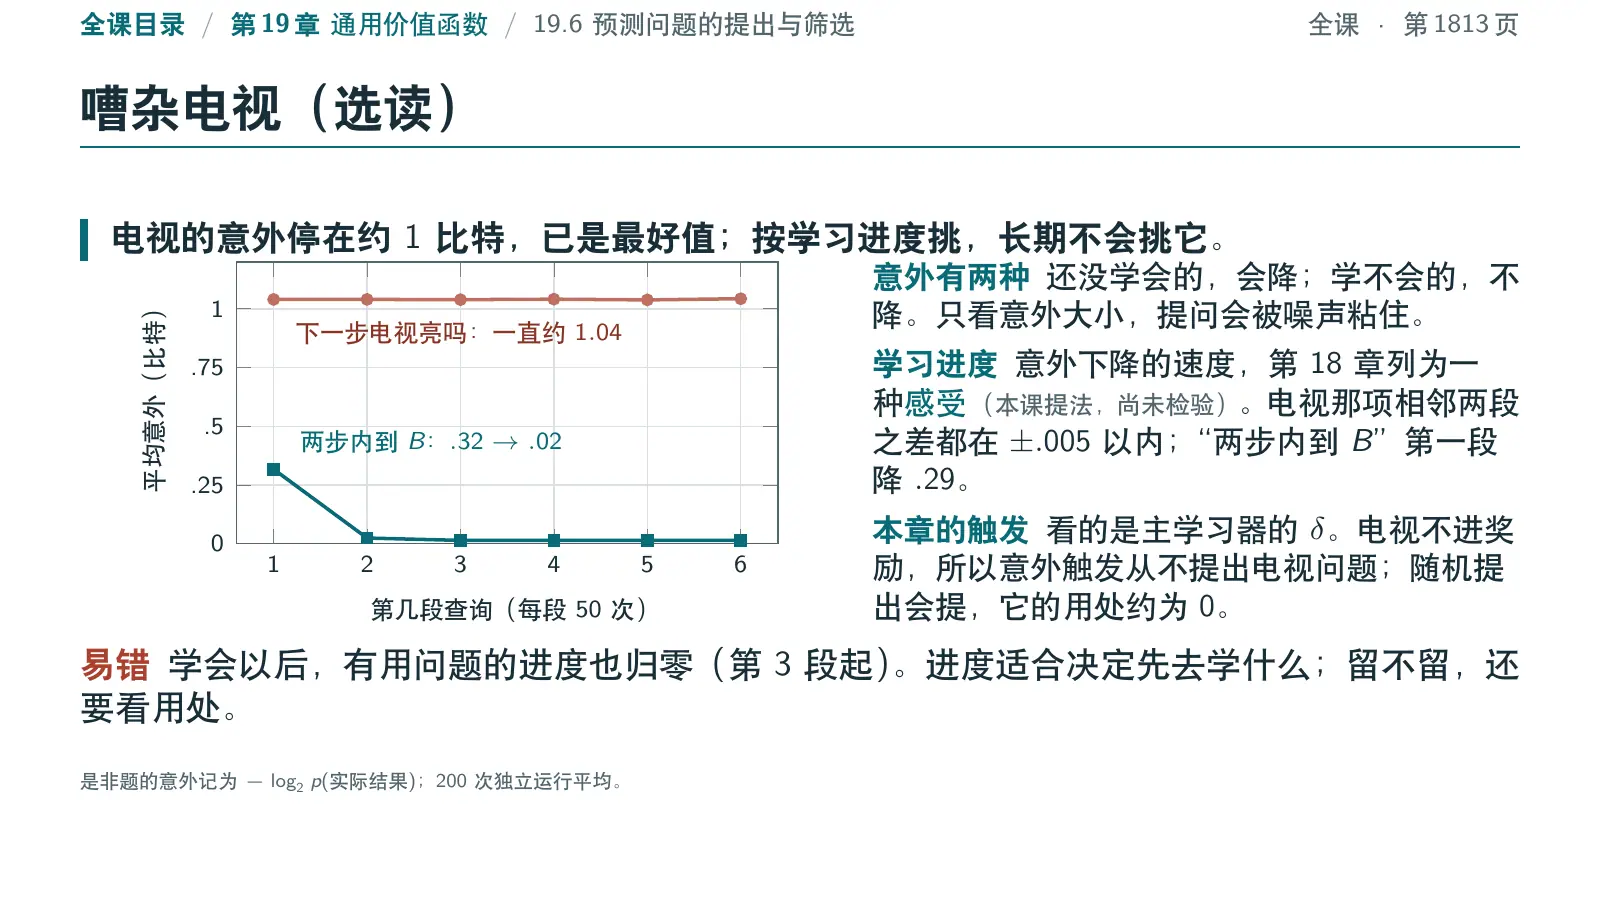 全课目录 / 第19章 通用价值函数 / 19.6 预测问题的提出与筛选
全课 · 第1813页
嘈杂电视（选读）
电视的意外停在约 1 比特，已是最好值；按学习进度挑，长期不会挑它。
平均意外（比特）
1
.75
.5
.25
0
下一步电视亮吗：一直约 1.04
两步内到 B：.32 → .02
1 2 3 4 5 6
第几段查询（每段 50 次）
意外有两种 还没学会的，会降；学不会的，不
降。只看意外大小，提问会被噪声粘住。
学习进度 意外下降的速度，第 18 章列为一
种感受（本课提法，尚未检验）。电视那项相邻两段
之差都在 ±.005 以内；“两步内到 B” 第一段
降 .29。
本章的触发 看的是主学习器的 δ。电视不进奖
励，所以意外触发从不提出电视问题；随机提
出会提，它的用处约为 0。
易错 学会以后，有用问题的进度也归零（第 3 段起）。进度适合决定先去学什么；留不留，还
要看用处。
是非题的意外记为 − log₂ p(实际结果)；200 次独立运行平均。